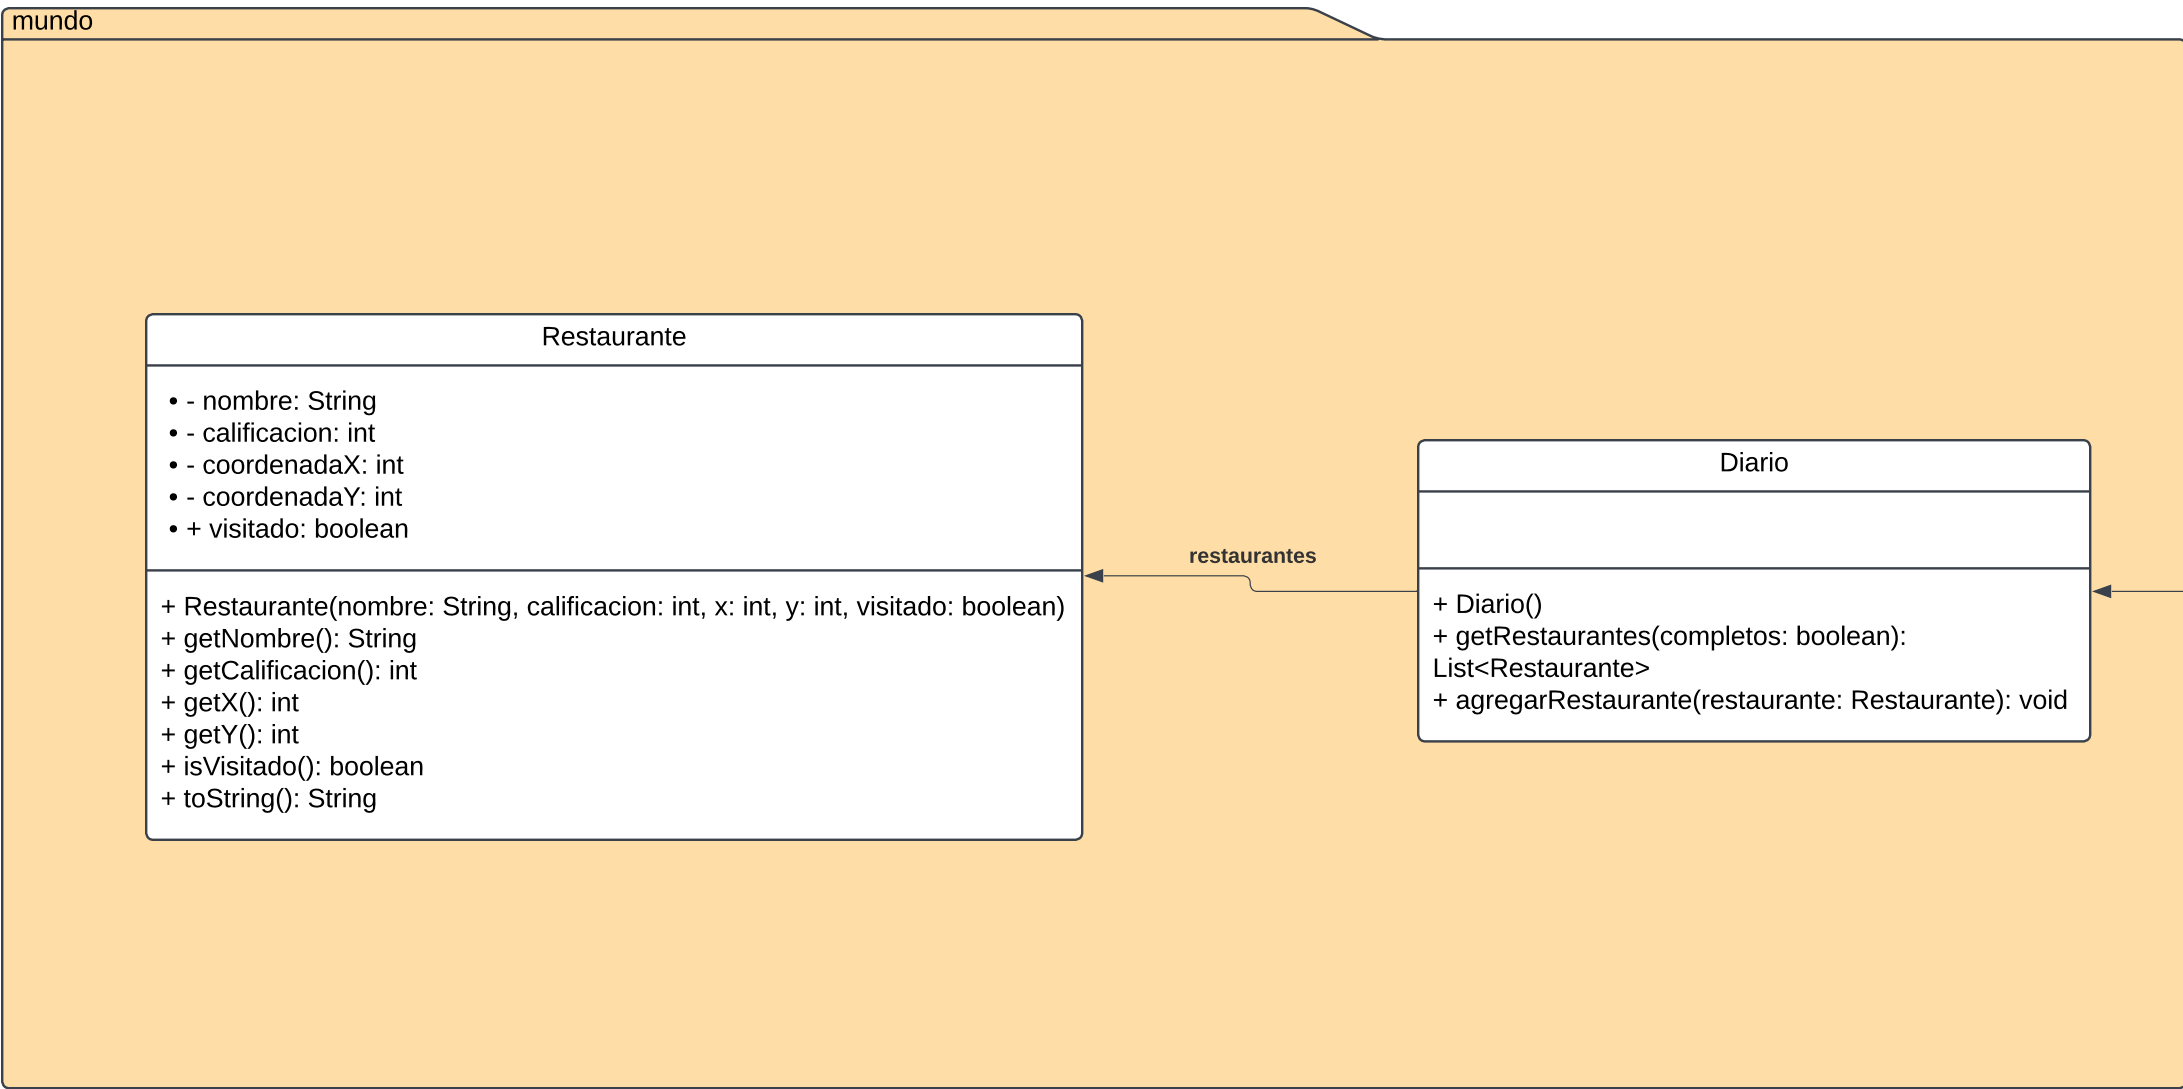 mundo
Restaurante
• - nombre: String
• - calificacion: int
• - coordenadaX: int
• - coordenadaY: int
• + visitado: boolean
+ Restaurante(nombre: String, calificacion: int, x: int, y: int, visitado: boolean)
+ getNombre(): String
+ getCalificacion(): int
+ getX(): int
+ getY(): int
+ isVisitado(): boolean
+ toString(): String
restaurantes
Diario
+ Diario()
+ getRestaurantes(completos: boolean):
List<Restaurante>
+ agregarRestaurante(restaurante: Restaurante): void